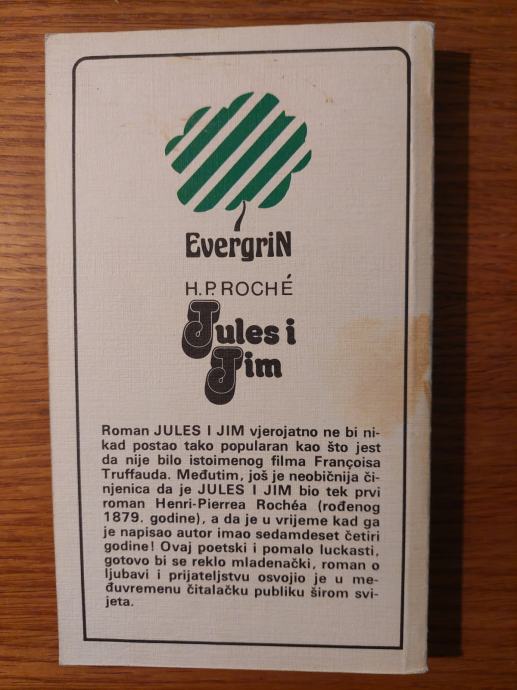 EvergriN
H.P. ROCHÉ
Jules i
Jim
Roman JULES I JIM vjerojatno ne bi ni-
kad postao tako popularan kao što jest
da nije bilo istoimenog filma Françoisa
Truffauda. Međutim, još je neobičnija či-
njenica da je JULES I JIM bio tek prvi
roman Henri-Pierrea Rochéa (rođenog
1879. godine), a da je u vrijeme kad ga
je napisao autor imao sedamdeset četiri
godine! Ovaj poetski i pomalo luckasti,
gotovo bi se reklo mladenački, roman o
ljubavi i prijateljstvu osvojio je u me-
đuvremenu čitalačku publiku širom svi-
jeta.